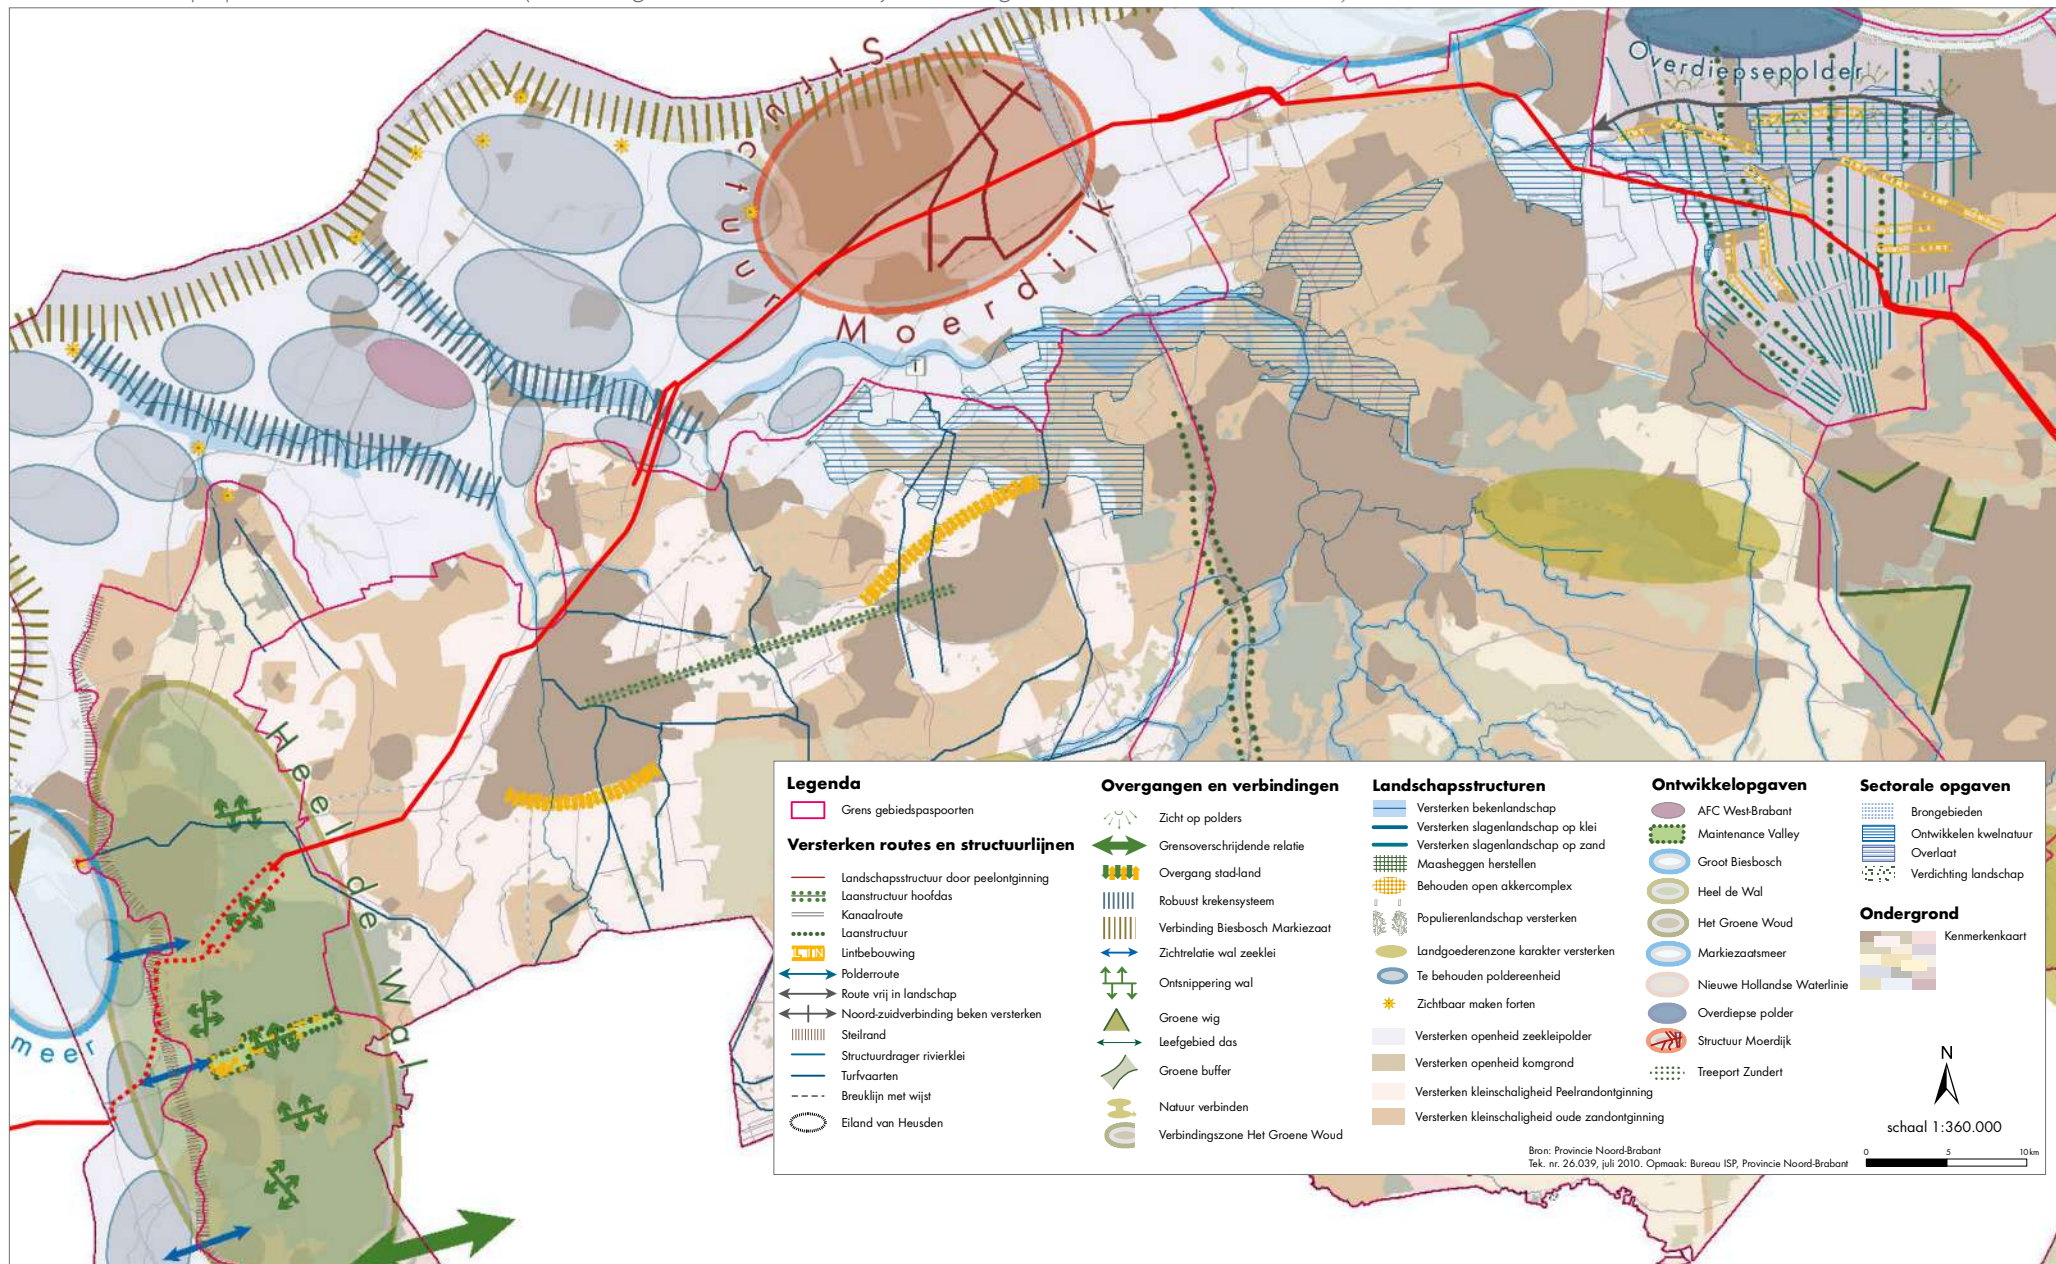 Overdiepsepolder
Structuur
Moerdijk
Heel de Wal
meer
Legenda
Grens gebiedspaspoorten
Versterken routes en structuurlijnen
Landschapsstructuur door peelontginning
Laanstructuur hoofdas
Kanaalroute
Laanstructuur
Lintbebouwing
Polderroute
Route vrij in landschap
Noord-zuidverbinding beken versterken
Steilrand
Structuurdrager rivierklei
Turfvaarten
Breuklijn met wijst
Eiland van Heusden
Overgangen en verbindingen
Zicht op polders
Grensoverschrijdende relatie
Overgang stad-land
Robuust krekensysteem
Verbinding Biesbosch Markiezaat
Zichtrelatie wal zeeklei
Ontsnippering wal
Groene wig
Leefgebied das
Groene buffer
Natuur verbinden
Verbindingszone Het Groene Woud
Landschapsstructuren
Versterken bekenlandschap
Versterken slagenlandschap op klei
Versterken slagenlandschap op zand
Maasheggen herstellen
Behouden open akkercomplex
Populierenlandschap versterken
Landgoederenzone karakter versterken
Te behouden poldereenheid
Zichtbaar maken forten
Versterken openheid zeekleipolder
Versterken openheid komgrond
Versterken kleinschaligheid Peelrandontginning
Versterken kleinschaligheid oude zandontginning
Ontwikkelopgaven
AFC West-Brabant
Maintenance Valley
Groot Biesbosch
Heel de Wal
Het Groene Woud
Markiezaatsmeer
Nieuwe Hollandse Waterlinie
Overdiepse polder
Structuur Moerdijk
Treeport Zundert
Sectorale opgaven
Brongebieden
Ontwikkelen kwelnatuur
Overlaat
Verdichting landschap
Ondergrond
Kenmerkenkaart
N
schaal 1:360.000
0 5 10 km
Bron: Provincie Noord-Brabant
Tek. nr. 26.039, juli 2010. Opmaak: Bureau ISP, Provincie Noord-Brabant